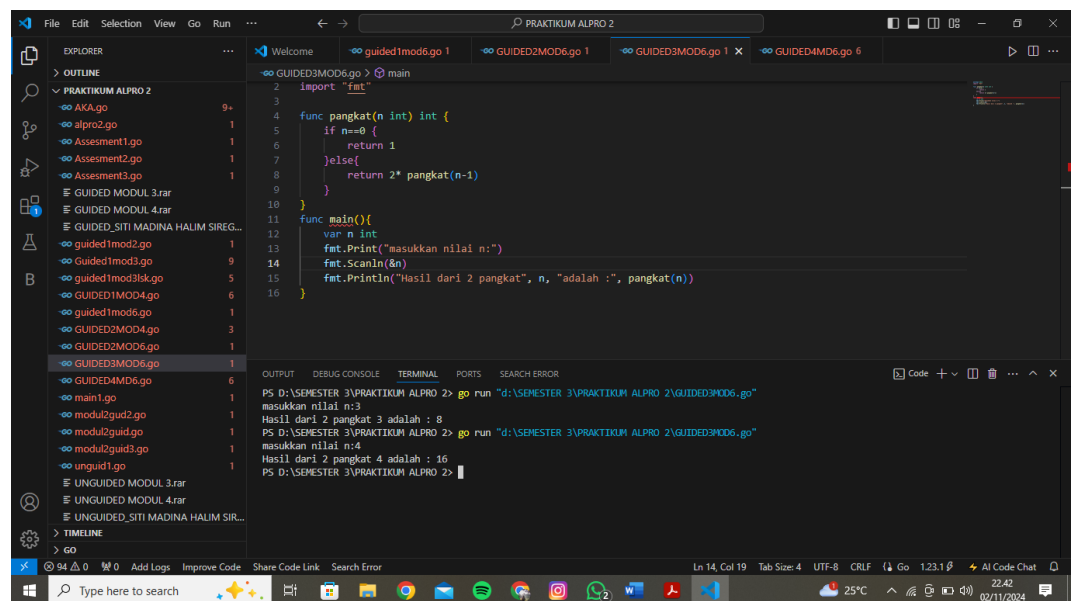 File Edit Selection View Go Run ··· ← → PRAKTIKUM ALPRO 2
EXPLORER ···
> OUTLINE
PRAKTIKUM ALPRO 2
AKA.go 9+
alpro2.go 1
Assesment1.go 1
Assesment2.go 1
Assesment3.go 1
GUIDED MODUL 3.rar
GUIDED MODUL 4.rar
GUIDED_SITI MADINA HALIM SIREG...
guided1mod2.go 1
Guided1mod3.go 9
guided1mod3lsk.go 5
GUIDED1MOD4.go 6
guided1mod6.go 1
GUIDED2MOD4.go 3
GUIDED2MOD6.go 1
GUIDED3MOD6.go 1
GUIDED4MD6.go 6
main1.go 1
modul2gud2.go 1
modul2guid.go 1
modul2guid3.go 1
unguid1.go 1
UNGUIDED MODUL 3.rar
UNGUIDED MODUL 4.rar
UNGUIDED_SITI MADINA HALIM SIR...
> TIMELINE
> GO
Welcome GO guided1mod6.go 1 GO GUIDED2MOD6.go 1 GO GUIDED3MOD6.go 1 × GO GUIDED4MD6.go 6
GO GUIDED3MOD6.go > main
2 import "fmt"
3
4 func pangkat(n int) int {
5 if n==0 {
6 return 1
7 }else{
8 return 2* pangkat(n-1)
9 }
10 }
11 func main(){
12 var n int
13 fmt.Print("masukkan nilai n:")
14 fmt.Scanln(&n)
15 fmt.Println("Hasil dari 2 pangkat", n, "adalah :", pangkat(n))
16 }
OUTPUT DEBUG CONSOLE TERMINAL PORTS SEARCH ERROR Code
PS D:\SEMESTER 3\PRAKTIKUM ALPRO 2> go run "d:\SEMESTER 3\PRAKTIKUM ALPRO 2\GUIDED3MOD6.go"
masukkan nilai n:3
Hasil dari 2 pangkat 3 adalah : 8
PS D:\SEMESTER 3\PRAKTIKUM ALPRO 2> go run "d:\SEMESTER 3\PRAKTIKUM ALPRO 2\GUIDED3MOD6.go"
masukkan nilai n:4
Hasil dari 2 pangkat 4 adalah : 16
PS D:\SEMESTER 3\PRAKTIKUM ALPRO 2>
94 0 0 Add Logs Improve Code Share Code Link Search Error Ln 14, Col 19 Tab Size: 4 UTF-8 CRLF Go 1.23.1 AI Code Chat
Type here to search 25°C 22.42
02/11/2024